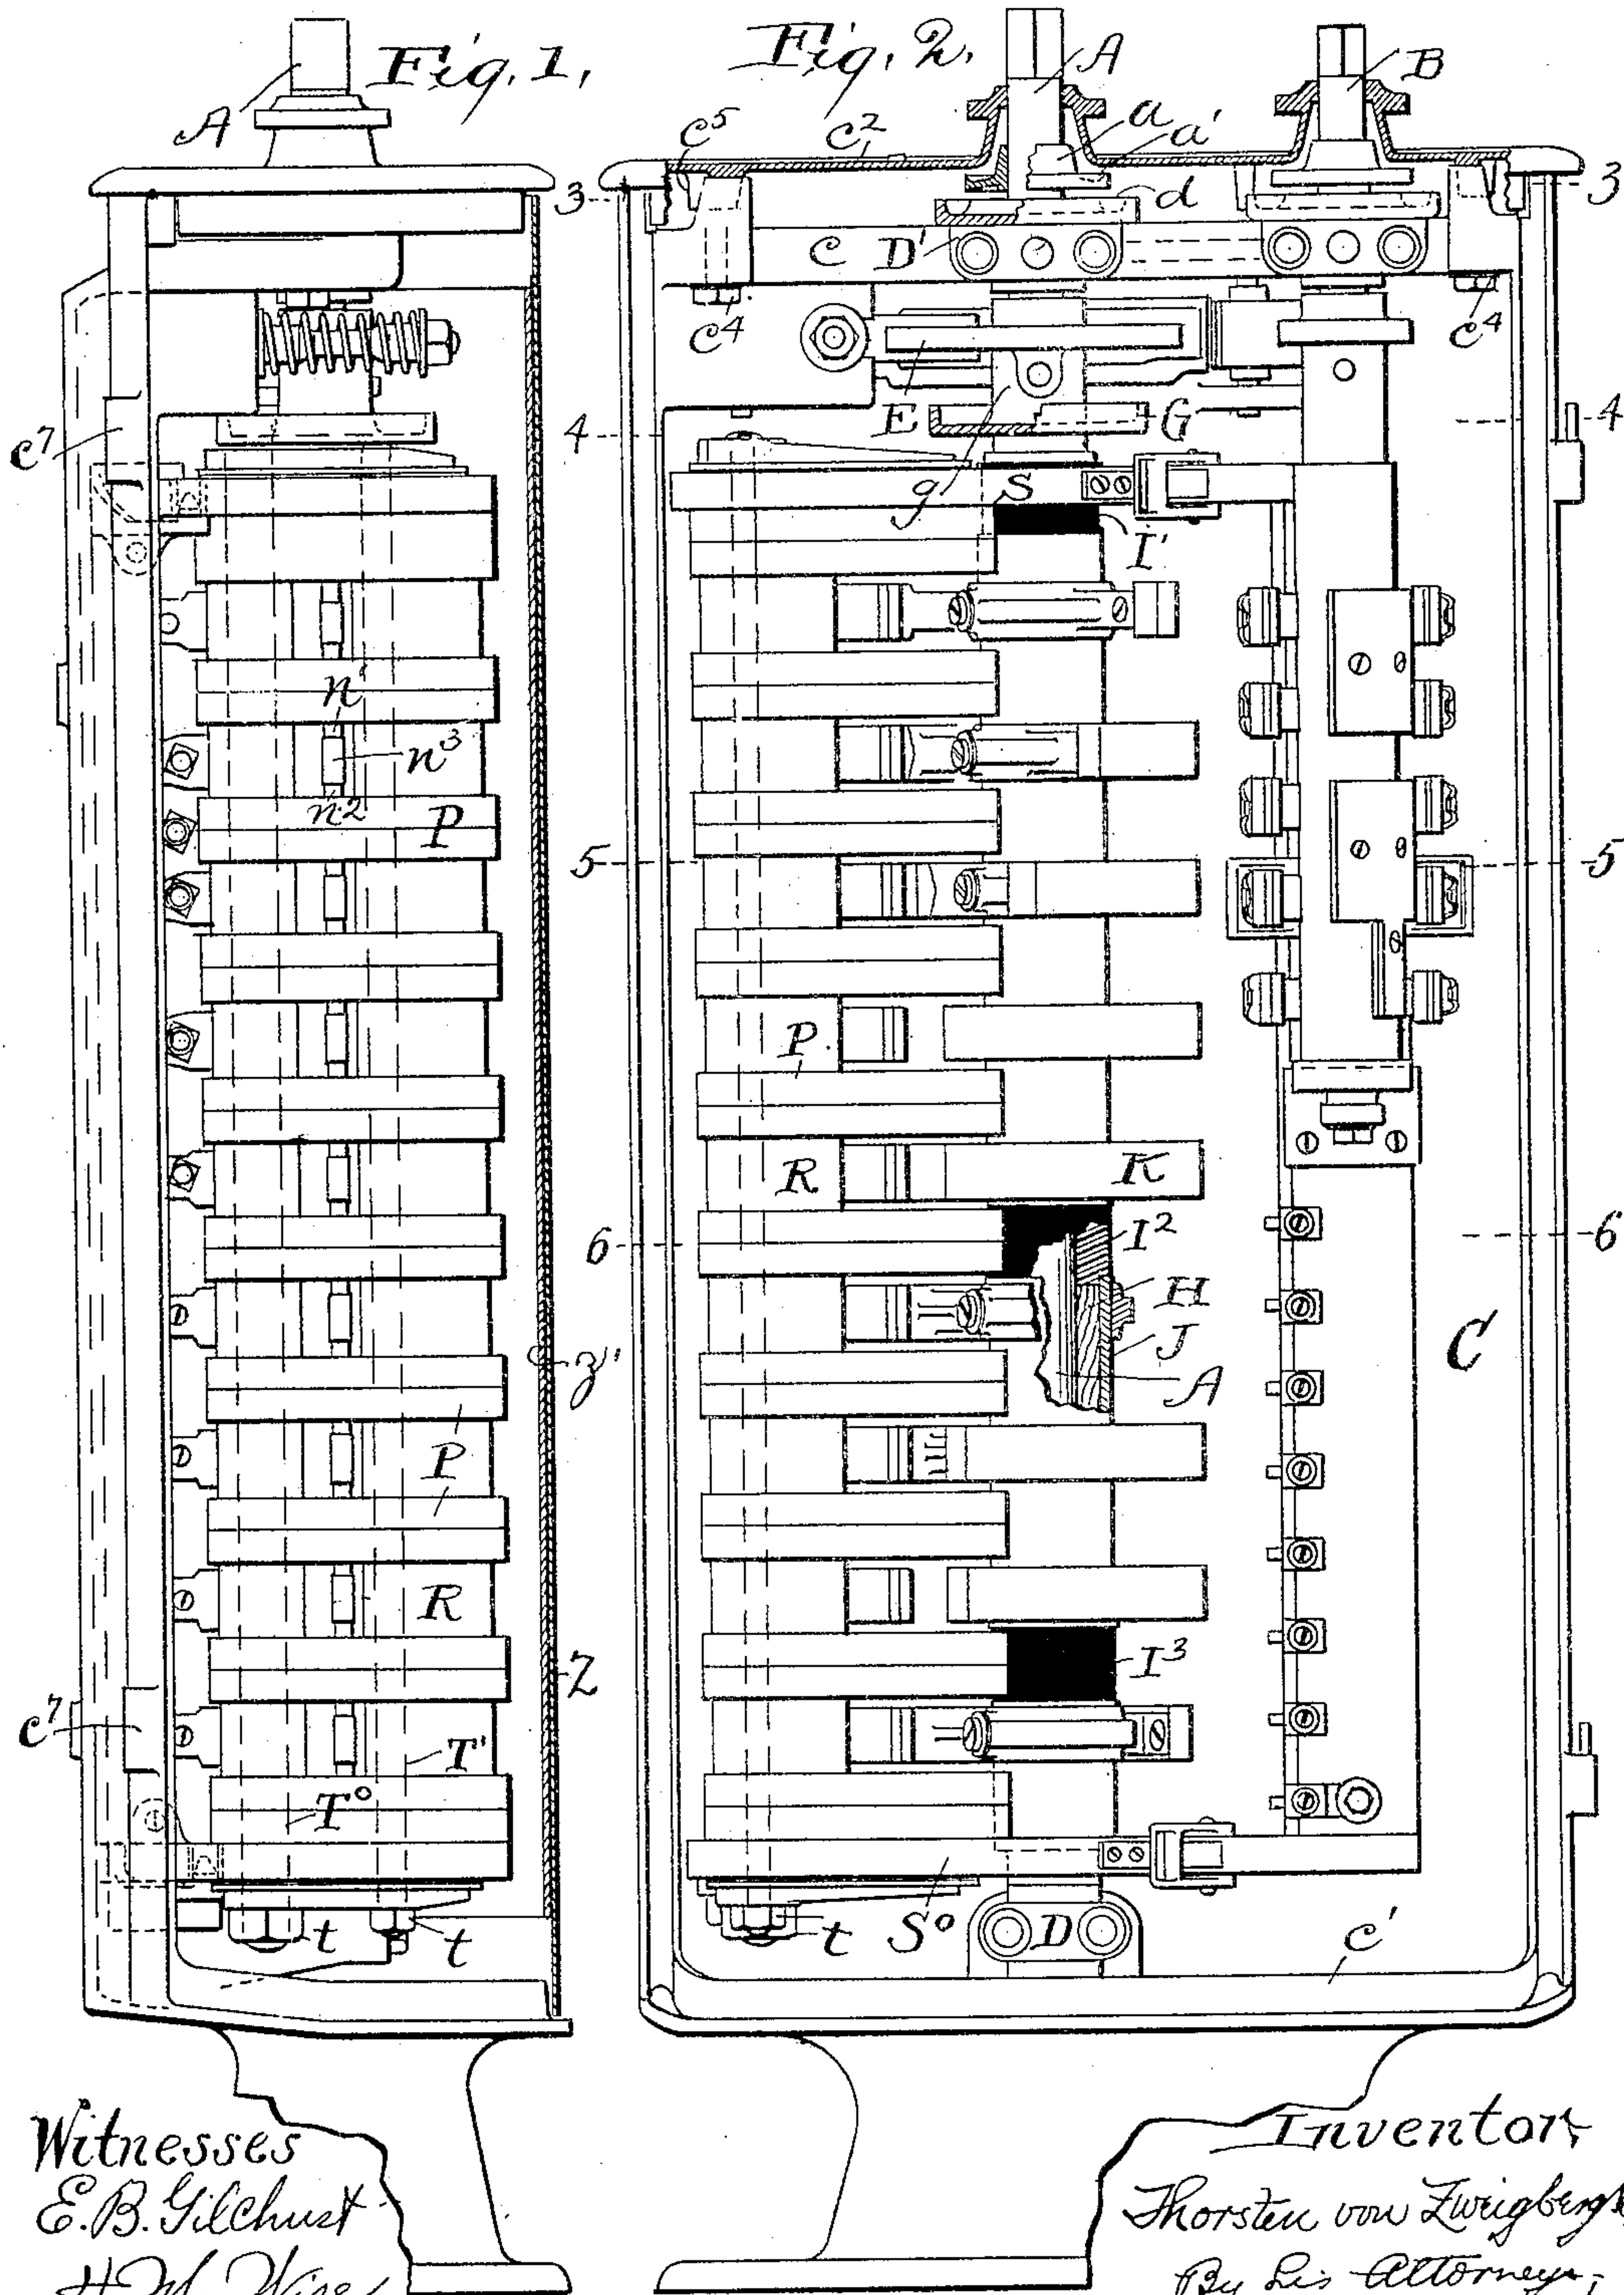 Fig. 1,
A
c7
n'
n3
n2
P
z'
P
R
Z
c7
T'
T°
t
t
Fig. 2,
A
B
c5
c2
a
a'
3
3
d
C
D'
c4
c4
E
G
4
4
g
S
I'
5
5
P
R
K
6
I2
6
H
J
A
C
I3
t
S°
D
c'
Witnesses
E. B. Gilchrist
H. M. Wise
Inventor,
Thorsten von Zweigbergk,
By his Attorneys,